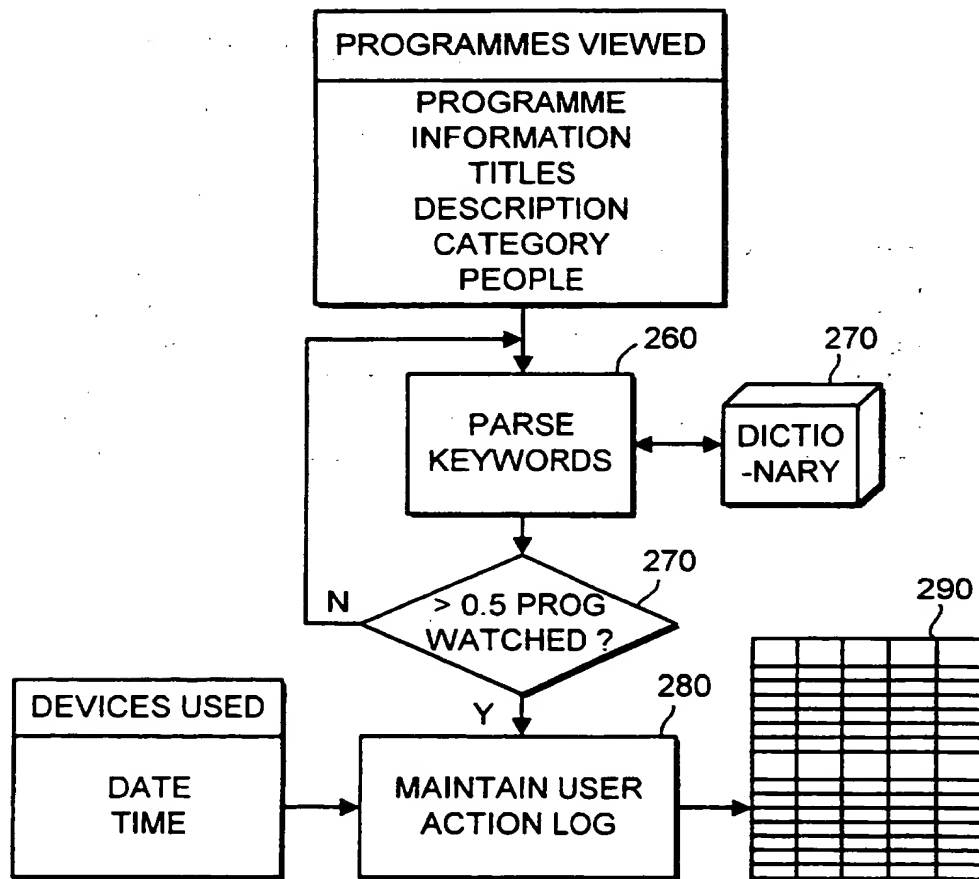 PROGRAMMES VIEWED
PROGRAMME
INFORMATION
TITLES
DESCRIPTION
CATEGORY
PEOPLE
260
PARSE
KEYWORDS
270
DICTIO
-NARY
270
> 0.5 PROG
WATCHED ?
N
Y
DEVICES USED
DATE
TIME
280
MAINTAIN USER
ACTION LOG
290